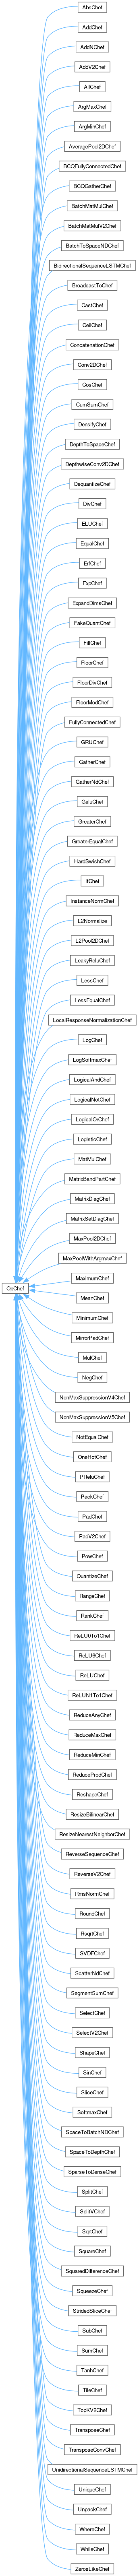 AbsChef
AddChef
AddNChef
AddV2Chef
AllChef
ArgMaxChef
ArgMinChef
AveragePool2DChef
BCQFullyConnectedChef
BCQGatherChef
BatchMatMulChef
BatchMatMulV2Chef
BatchToSpaceNDChef
BidirectionalSequenceLSTMChef
BroadcastToChef
CastChef
CeilChef
ConcatenationChef
Conv2DChef
CosChef
CumSumChef
DensifyChef
DepthToSpaceChef
DepthwiseConv2DChef
DequantizeChef
DivChef
ELUChef
EqualChef
ErfChef
ExpChef
ExpandDimsChef
FakeQuantChef
FillChef
FloorChef
FloorDivChef
FloorModChef
FullyConnectedChef
GRUChef
GatherChef
GatherNdChef
GeluChef
GreaterChef
GreaterEqualChef
HardSwishChef
IfChef
InstanceNormChef
L2Normalize
L2Pool2DChef
LeakyReluChef
LessChef
LessEqualChef
LocalResponseNormalizationChef
LogChef
LogSoftmaxChef
LogicalAndChef
LogicalNotChef
LogicalOrChef
LogisticChef
MatMulChef
MatrixBandPartChef
MatrixDiagChef
MatrixSetDiagChef
MaxPool2DChef
MaxPoolWithArgmaxChef
MaximumChef
OpChef
MeanChef
MinimumChef
MirrorPadChef
MulChef
NegChef
NonMaxSuppressionV4Chef
NonMaxSuppressionV5Chef
NotEqualChef
OneHotChef
PReluChef
PackChef
PadChef
PadV2Chef
PowChef
QuantizeChef
RangeChef
RankChef
ReLU0To1Chef
ReLU6Chef
ReLUChef
ReLUN1To1Chef
ReduceAnyChef
ReduceMaxChef
ReduceMinChef
ReduceProdChef
ReshapeChef
ResizeBilinearChef
ResizeNearestNeighborChef
ReverseSequenceChef
ReverseV2Chef
RmsNormChef
RoundChef
RsqrtChef
SVDFChef
ScatterNdChef
SegmentSumChef
SelectChef
SelectV2Chef
ShapeChef
SinChef
SliceChef
SoftmaxChef
SpaceToBatchNDChef
SpaceToDepthChef
SparseToDenseChef
SplitChef
SplitVChef
SqrtChef
SquareChef
SquaredDifferenceChef
SqueezeChef
StridedSliceChef
SubChef
SumChef
TanhChef
TileChef
TopKV2Chef
TransposeChef
TransposeConvChef
UnidirectionalSequenceLSTMChef
UniqueChef
UnpackChef
WhereChef
WhileChef
ZerosLikeChef